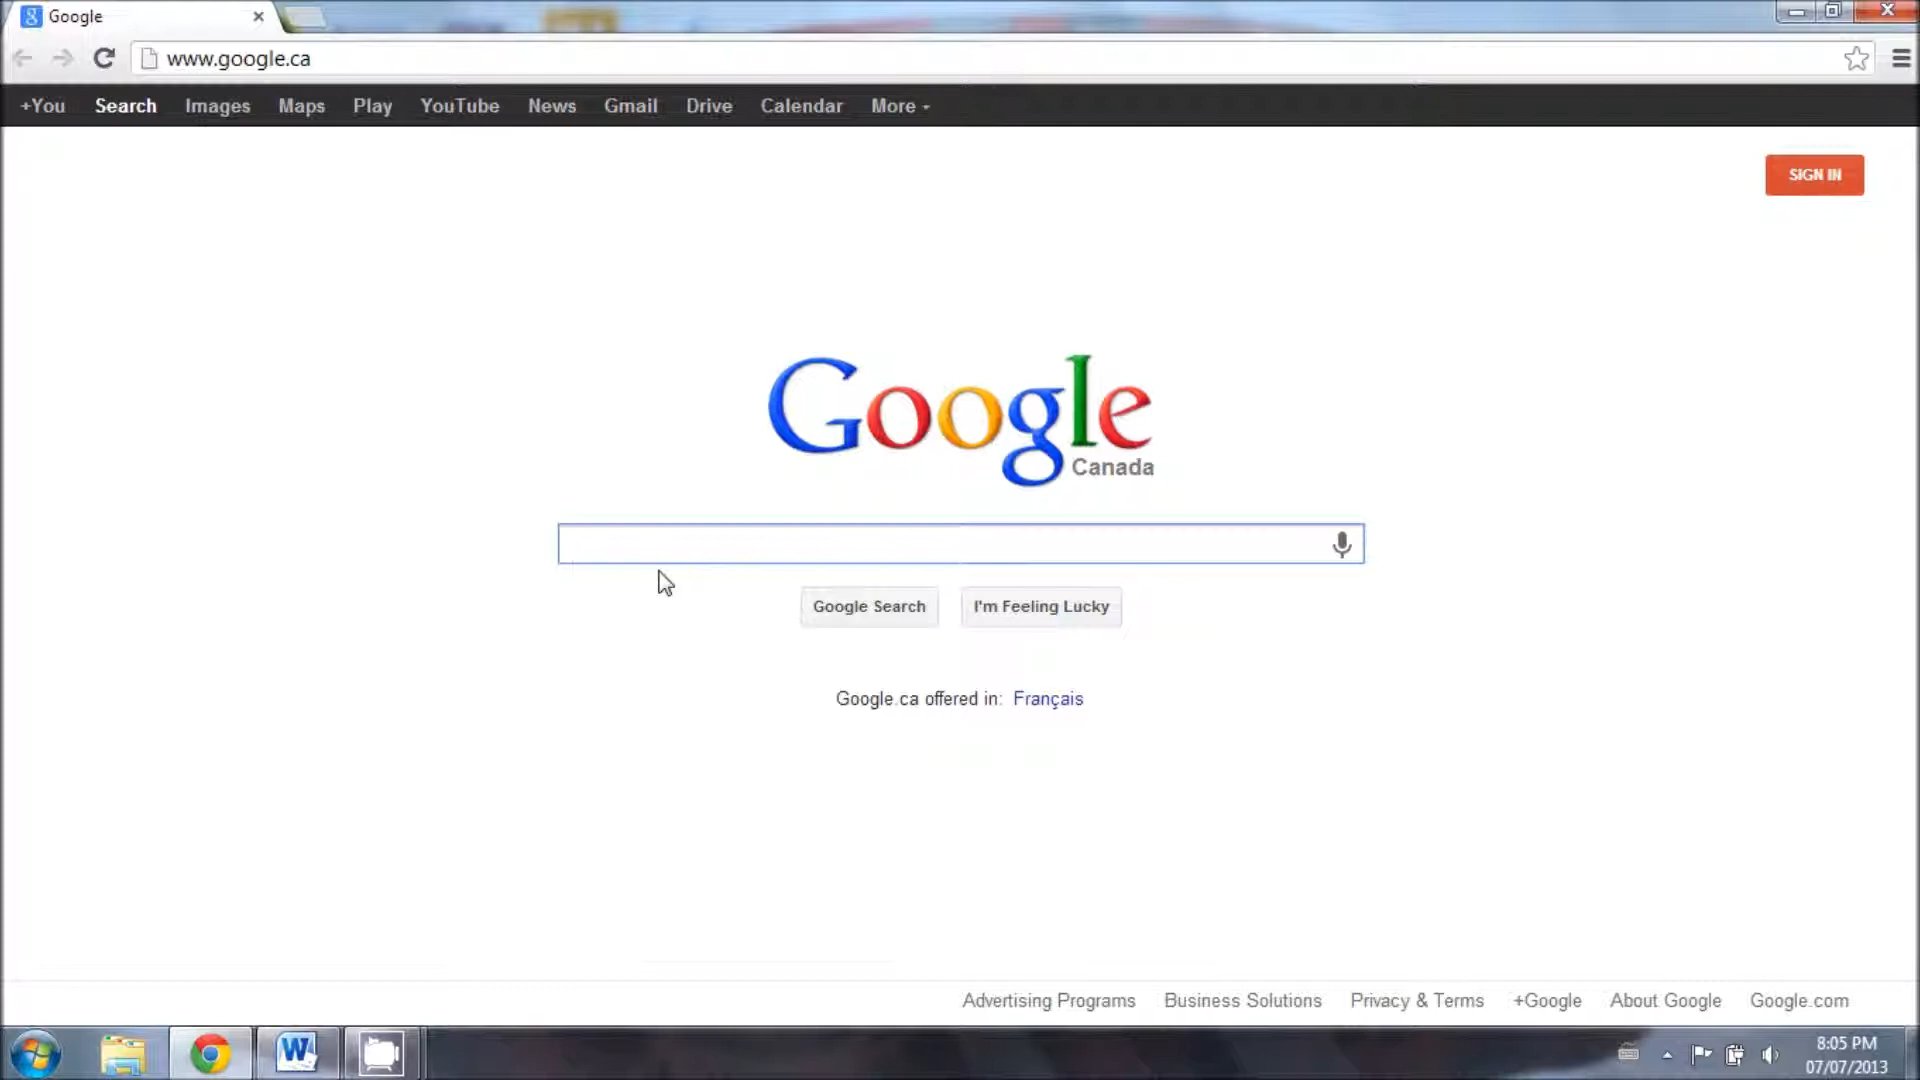 Google
www.google.ca
+You Search Images Maps Play YouTube News Gmail Drive Calendar More
SIGN IN
Google
Canada
Google Search I'm Feeling Lucky
Google.ca offered in: Français
Advertising Programs Business Solutions Privacy & Terms +Google About Google Google.com
8:05 PM
07/07/2013